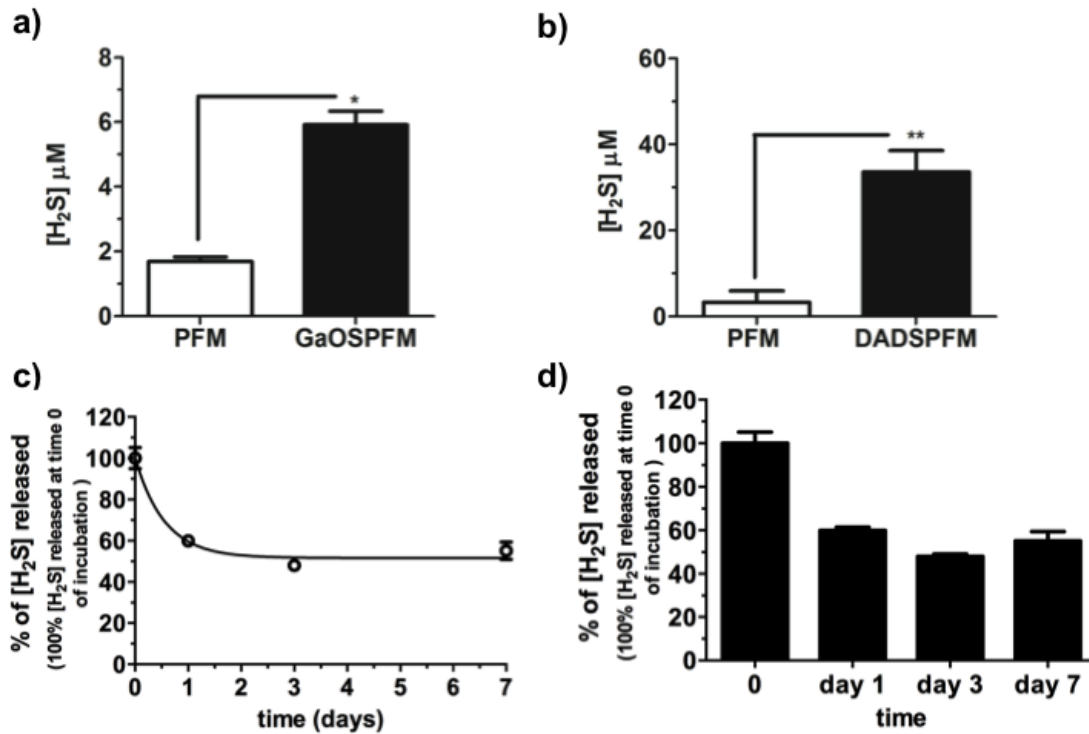 a)
8
6
4
2
0
[H₂S] μM
*
PFM
GaOSPFM
b)
60
40
20
0
[H₂S] μM
**
PFM
DADSPFM
c)
120
100
80
60
40
20
0
% of [H₂S] released
(100% [H₂S] released at time 0
of incubation )
0 1 2 3 4 5 6 7
time (days)
d)
120
100
80
60
40
20
0
% of [H₂S] released
(100% [H₂S] released at time 0
of incubation )
0 day 1 day 3 day 7
time